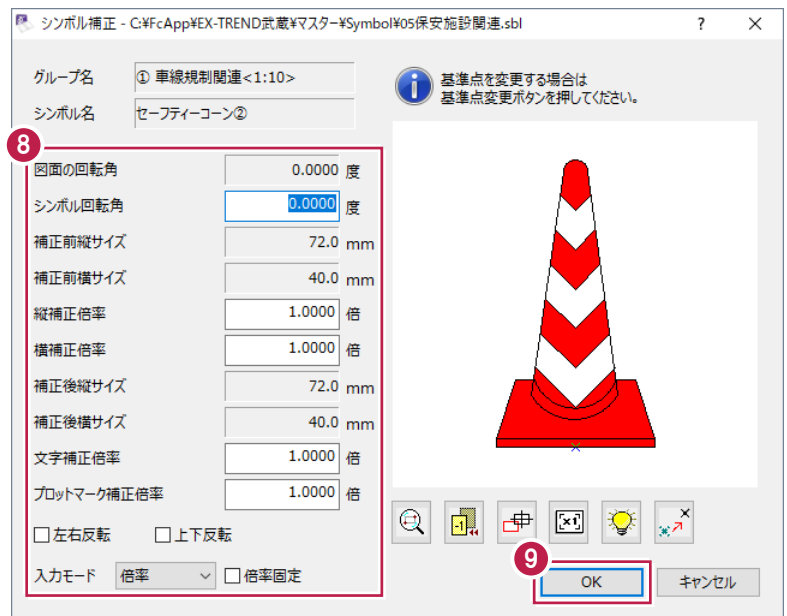 シンボル補正 - C:¥FcApp¥EX-TREND武蔵¥マスター¥Symbol¥05保安施設関連.sbl ? ×
グループ名 ① 車線規制関連<1:10>
シンボル名 セーフティーコーン②
基準点を変更する場合は
基準点変更ボタンを押してください。
8
図面の回転角 0.0000 度
シンボル回転角 0.0000 度
補正前縦サイズ 72.0 mm
補正前横サイズ 40.0 mm
縦補正倍率 1.0000 倍
横補正倍率 1.0000 倍
補正後縦サイズ 72.0 mm
補正後横サイズ 40.0 mm
文字補正倍率 1.0000 倍
プロットマーク補正倍率 1.0000 倍
左右反転 上下反転
入力モード 倍率 倍率固定
-1
×1
9
OK キャンセル